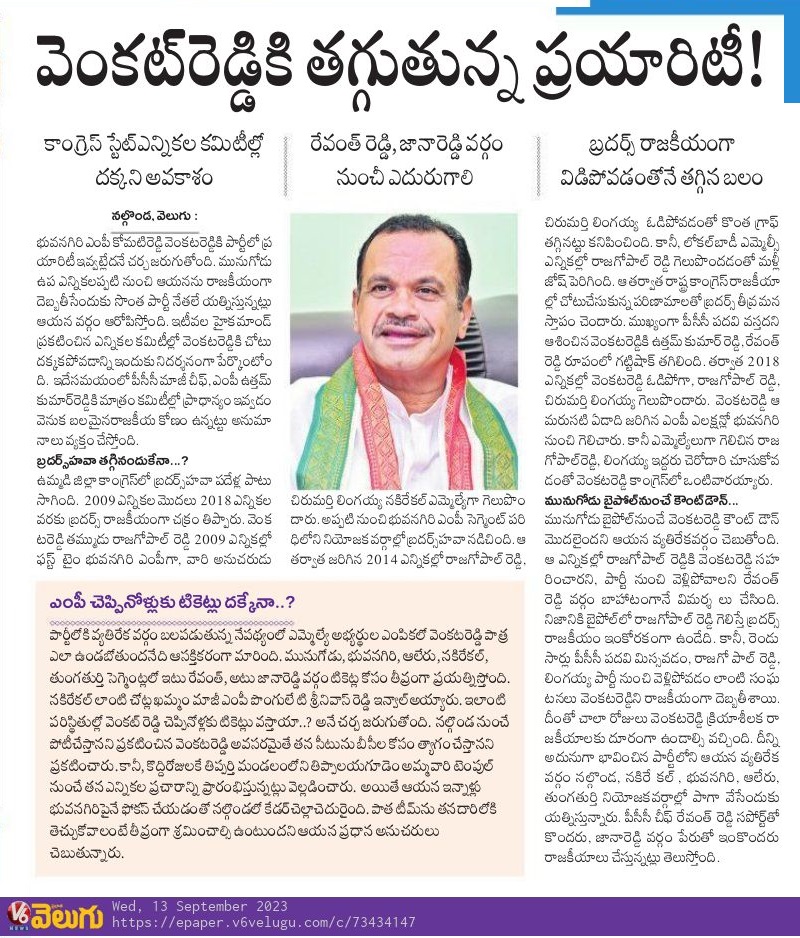 వెంకట్‌రెడ్డికి తగ్గుతున్న ప్రయారిటీ!
కాంగ్రెస్ స్టేట్ ఎన్నికల కమిటీల్లో
దక్కని అవకాశం
రేవంత్ రెడ్డి, జానారెడ్డి వర్గం
నుంచీ ఎదురుగాలి
బ్రదర్స్ రాజకీయంగా
విడిపోవడంతోనే తగ్గిన బలం
నల్గొండ, వెలుగు :
భువనగిరి ఎంపీ కోమటిరెడ్డి వెంకటరెడ్డికి పార్టీలో ప్ర
యారిటీ ఇవ్వట్లేదనే చర్చ జరుగుతోంది. మునుగోడు
ఉప ఎన్నికలప్పటి నుంచి ఆయనను రాజకీయంగా
దెబ్బతీసేందుకు సొంత పార్టీ నేతలే యత్నిస్తున్నట్లు
ఆయన వర్గం ఆరోపిస్తోంది. ఇటీవల హైకమాండ్
ప్రకటించిన ఎన్నికల కమిటీల్లో వెంకటరెడ్డికి చోటు
దక్కకపోవడాన్ని ఇందుకు నిదర్శనంగా పేర్కొంటోం
ది. ఇదేసమయంలో పీసీసీ మాజీ చీఫ్, ఎంపీ ఉత్తమ్
కుమార్‌రెడ్డికి మాత్రం కమిటీల్లో ప్రాధాన్యం ఇవ్వడం
వెనుక బలమైన రాజకీయ కోణం ఉన్నట్టు అనుమా
నాలు వ్యక్తం చేస్తోంది.
బ్రదర్స్‌హవా తగ్గినందుకేనా...?
ఉమ్మడి జిల్లా కాంగ్రెస్‌లో బ్రదర్స్‌హవా పదేళ్ల పాటు
సాగింది. 2009 ఎన్నికల మొదలు 2018 ఎన్నికల
వరకు బ్రదర్స్ రాజకీయంగా చక్రం తిప్పారు. వెంక
టరెడ్డి తమ్ముడు రాజగోపాల్ రెడ్డి 2009 ఎన్నికల్లో
ఫస్ట్ టైం భువనగిరి ఎంపీగా, వారి అనుచరుడు
చిరుమర్తి లింగయ్య నకిరేకల్ ఎమ్మెల్యేగా గెలుపొం
దారు. అప్పటి నుంచి భువనగిరి ఎంపీ సెగ్మెంట్ పరి
ధిలోని నియోజకవర్గాల్లో బ్రదర్స్‌హవా నడిచింది. ఆ
తర్వాత జరిగిన 2014 ఎన్నికల్లో రాజగోపాల్ రెడ్డి,
చిరుమర్తి లింగయ్య ఓడిపోవడంతో కొంత గ్రాఫ్
తగ్గినట్టు కనిపించింది. కానీ, లోకల్‌బాడీ ఎమ్మెల్సీ
ఎన్నికల్లో రాజగోపాల్ రెడ్డి గెలుపొందడంతో మళ్లీ
జోష్ పెరిగింది. ఆ తర్వాత రాష్ట్ర కాంగ్రెస్ రాజకీయా
ల్లో చోటుచేసుకున్న పరిణామాలతో బ్రదర్స్ తీవ్ర మన
స్తాపం చెందారు. ముఖ్యంగా పీసీసీ పదవి వస్తదని
ఆశించిన వెంకటరెడ్డికి ఉత్తమ్ కుమార్ రెడ్డి, రేవంత్
రెడ్డి రూపంలో గట్టి షాక్ తగిలింది. తర్వాత 2018
ఎన్నికల్లో వెంకటరెడ్డి ఓడిపోగా, రాజగోపాల్ రెడ్డి,
చిరుమర్తి లింగయ్య గెలుపొందారు. వెంకటరెడ్డి ఆ
మరుసటి ఏడాది జరిగిన ఎంపీ ఎలక్షన్లో భువనగిరి
నుంచి గెలిచారు. కానీ ఎమ్మెల్యేలుగా గెలిచిన రాజ
గోపాల్‌రెడ్డి, లింగయ్య ఇద్దరు చెరోదారి చూసుకోవ
డంతో వెంకటరెడ్డి కాంగ్రెస్‌లో ఒంటివారయ్యారు.
మునుగోడు బైపోల్ నుంచే కౌంట్ డౌన్...
మునుగోడు బైపోల్‌నుంచే వెంకటరెడ్డి కౌంట్ డౌన్
మొదలైందని ఆయన వ్యతిరేకవర్గం చెబుతోంది.
ఆ ఎన్నికల్లో రాజగోపాల్ రెడ్డికి వెంకటరెడ్డి సహ
రించారని, పార్టీ నుంచి వెళ్లిపోవాలని రేవంత్
రెడ్డి వర్గం బాహాటంగానే విమర్శ లు చేసింది.
నిజానికి బైపోల్‌లో రాజగోపాల్ రెడ్డి గెలిస్తే బ్రదర్స్
రాజకీయం ఇంకోరకంగా ఉండేది. కానీ, రెండు
సార్లు పీసీసీ పదవి మిస్సవడం, రాజగో పాల్ రెడ్డి,
లింగయ్య పార్టీ నుంచి వెళ్లిపోవడం లాంటి సంఘ
టనలు వెంకటరెడ్డిని రాజకీయంగా దెబ్బతీశాయి.
దీంతో చాలా రోజులు వెంకటరెడ్డి క్రియాశీలక రా
జకీయాలకు దూరంగా ఉండాల్సి వచ్చింది. దీన్ని
అదునుగా భావించిన పార్టీలోని ఆయన వ్యతిరేక
వర్గం నల్గొండ, నకిరే కల్ , భువనగిరి, ఆలేరు,
తుంగతుర్తి నియోజకవర్గాల్లో పాగా వేసేందుకు
యత్నిస్తున్నారు. పీసీసీ చీఫ్ రేవంత్ రెడ్డి సపోర్ట్‌తో
కొందరు, జానారెడ్డి వర్గం పేరుతో ఇంకొందరు
రాజకీయాలు చేస్తున్నట్లు తెలుస్తోంది.
ఎంపీ చెప్పినోళ్లకు టికెట్లు దక్కేనా..?
పార్టీలోకి వ్యతిరేక వర్గం బలపడుతున్న నేపథ్యంలో ఎమ్మెల్యే అభ్యర్థుల ఎంపికలో వెంకటరెడ్డి పాత్ర
ఎలా ఉండబోతుందనేది ఆసక్తికరంగా మారింది. మునుగోడు, భువనగిరి, ఆలేరు, నకిరేకల్,
తుంగతుర్తి సెగ్మెంట్లలో ఇటు రేవంత్, అటు జానారెడ్డి వర్గం టికెట్ల కోసం తీవ్రంగా ప్రయత్నిస్తోంది.
నకిరేకల్ లాంటి చోట్ల ఖమ్మం మాజీ ఎంపీ పొంగులే టి శ్రీనివాస్ రెడ్డి ఇన్వాల్ అయ్యారు. ఇలాంటి
పరిస్థితుల్లో వెంకట్ రెడ్డి చెప్పినోళ్లకు టికెట్లు వస్తాయా..? అనే చర్చ జరుగుతోంది. నల్గొండ నుంచే
పోటీచేస్తానని ప్రకటించిన వెంకటరెడ్డి అవసరమైతే తన సీటును బీసీల కోసం త్యాగం చేస్తానని
ప్రకటించారు. కానీ, కొద్దిరోజులకే తిప్పర్తి మండలంలోని తిప్పాలయగూడెం అమ్మవారి టెంపుల్
నుంచే తన ఎన్నికల ప్రచారాన్ని ప్రారంభిస్తున్నట్లు వెల్లడించారు. అయితే ఆయన ఇన్నాళ్లు
భువనగిరిపైనే ఫోకస్ చేయడంతో నల్గొండలో కేడర్ చెల్లాచెదురైంది. పాత టీమ్‌ను తన దారిలోకి
తెచ్చుకోవాలంటే తీవ్రంగా శ్రమించాల్సి ఉంటుందని ఆయన ప్రధాన అనుచరులు
చెబుతున్నారు.
V6 వెలుగు
NEWS
Wed, 13 September 2023
https://epaper.v6velugu.com/c/73434147